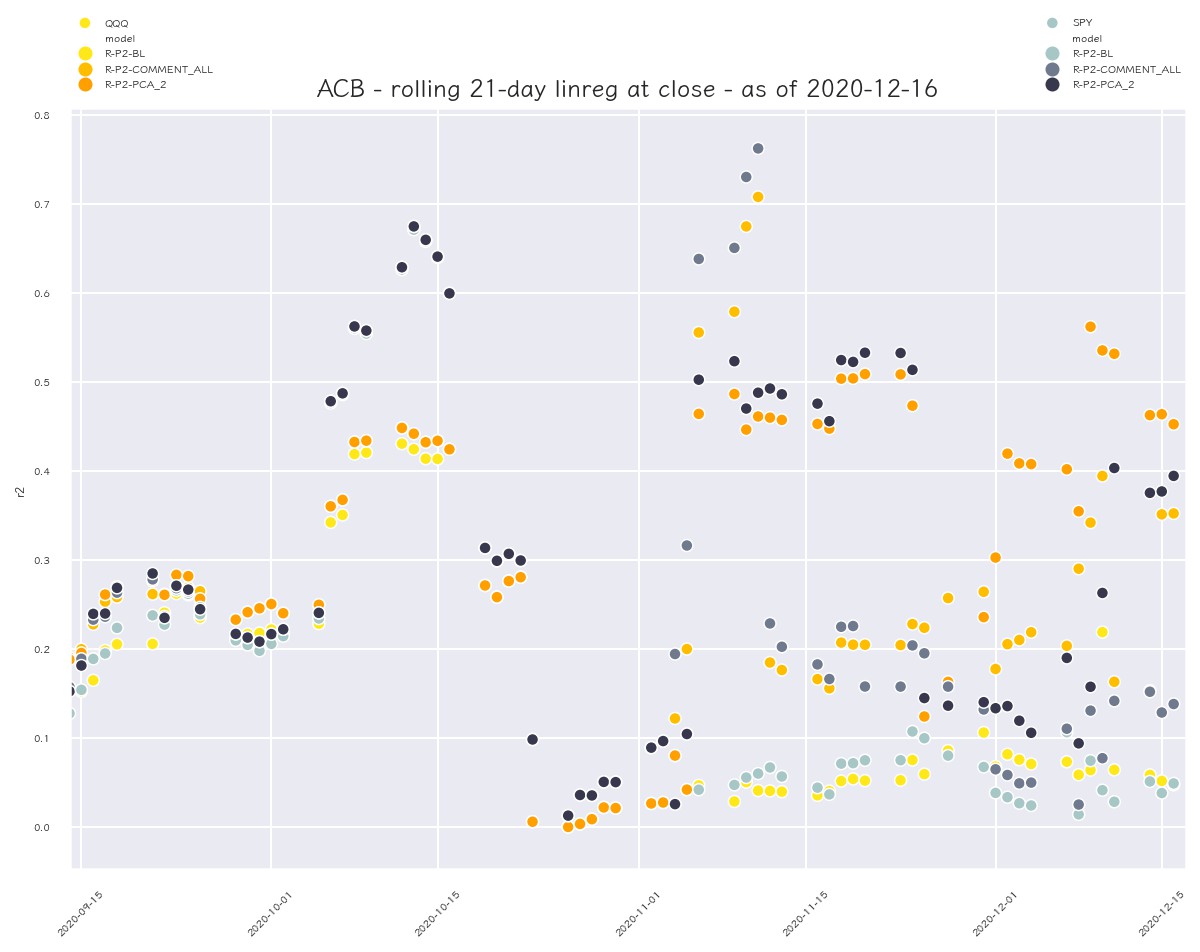 QQQ
model
R-P2-BL
R-P2-COMMENT_ALL
R-P2-PCA_2
SPY
model
R-P2-BL
R-P2-COMMENT_ALL
R-P2-PCA_2
ACB - rolling 21-day linreg at close - as of 2020-12-16
0.8
0.7
0.6
0.5
0.4
0.3
0.2
0.1
0.0
r2
2020-09-15
2020-10-01
2020-10-15
2020-11-01
2020-11-15
2020-12-01
2020-12-15